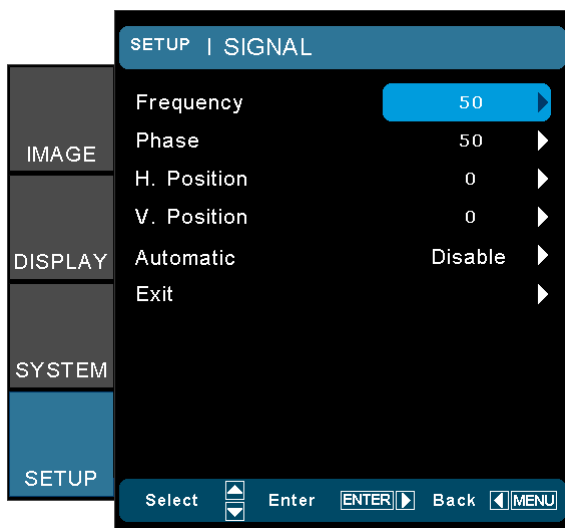 SETUP | SIGNAL
Frequency 50
Phase 50
H. Position 0
V. Position 0
Automatic Disable
Exit
IMAGE
DISPLAY
SYSTEM
SETUP
Select Enter ENTER Back MENU